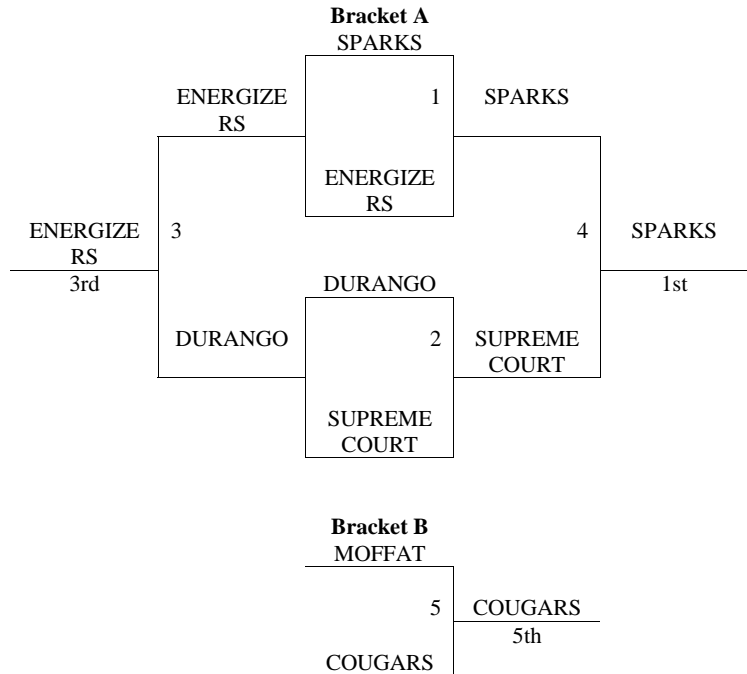 Bracket A
SPARKS
ENERGIZE
RS
1
SPARKS
ENERGIZE
RS
ENERGIZE
RS
3rd
3
4
SPARKS
1st
DURANGO
DURANGO
2
SUPREME
COURT
SUPREME
COURT
Bracket B
MOFFAT
5
COUGARS
5th
COUGARS